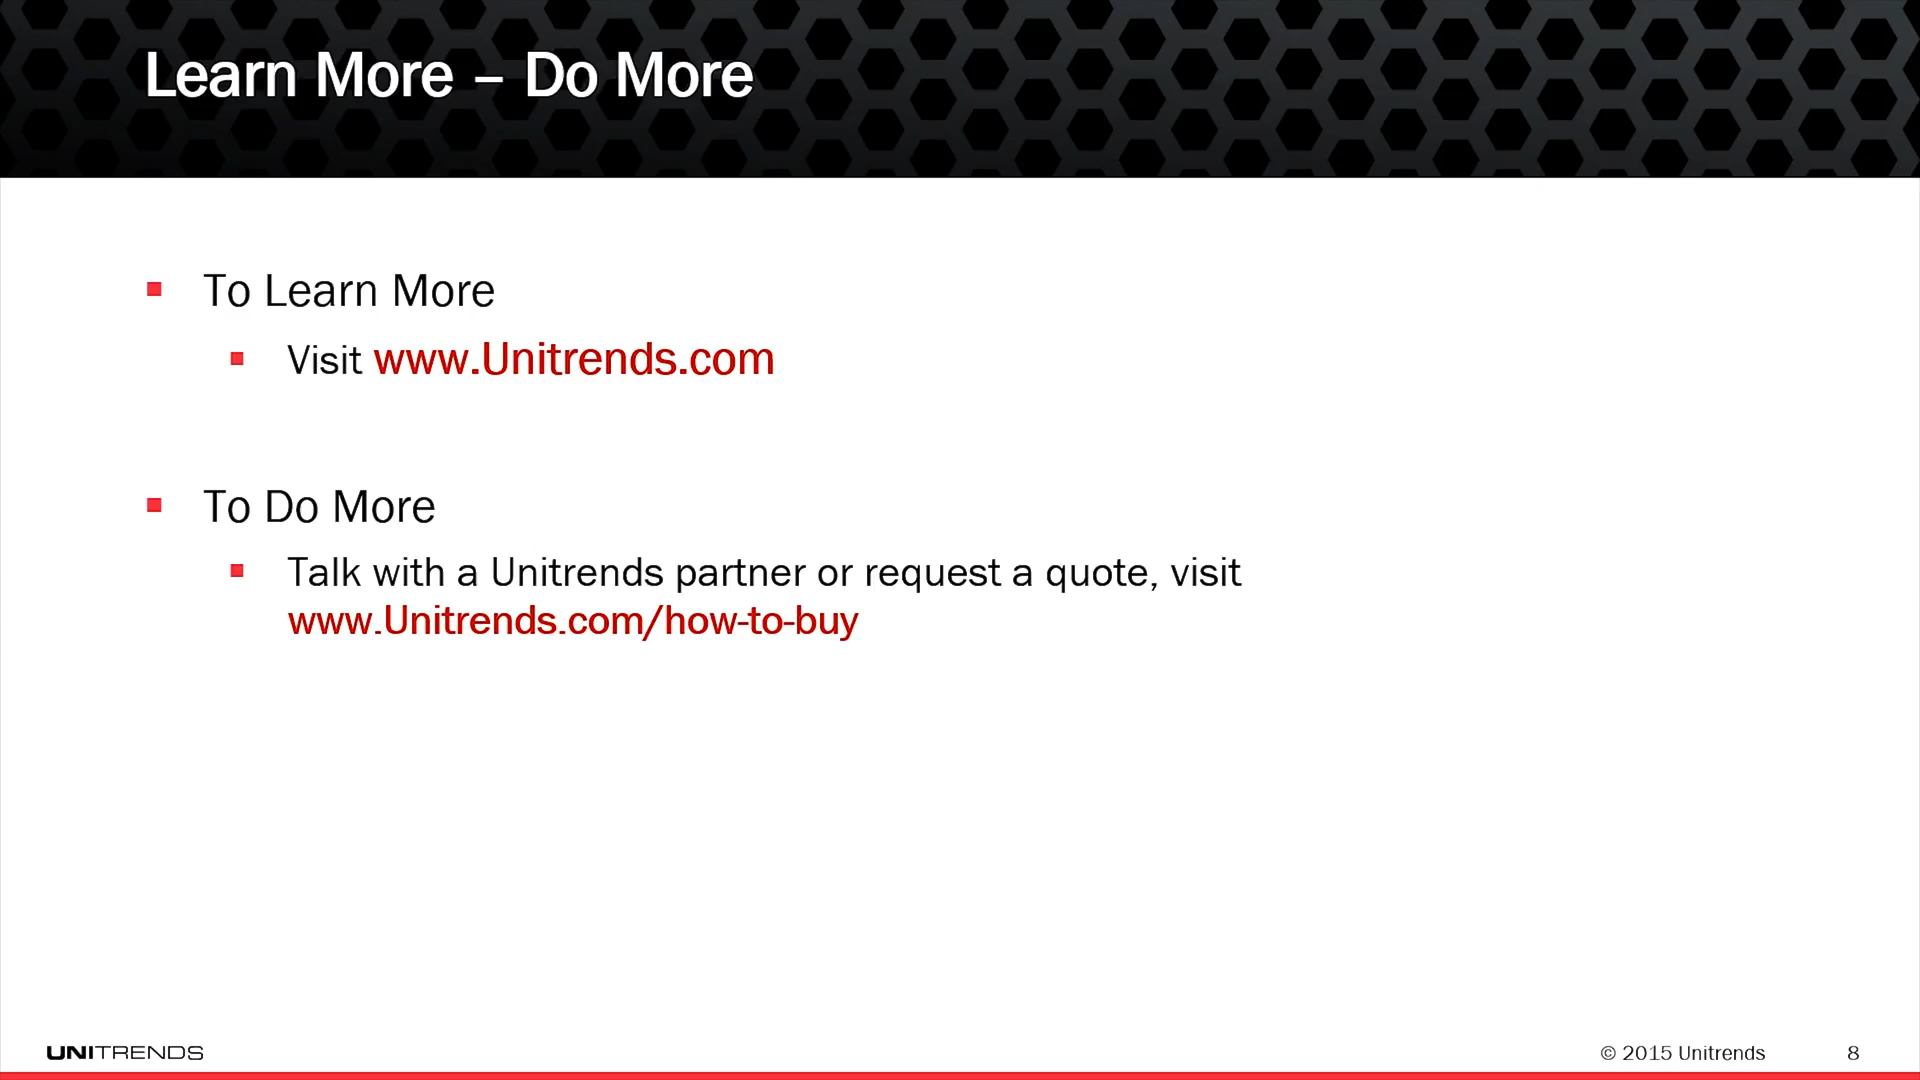 Learn More – Do More
To Learn More
Visit www.Unitrends.com
To Do More
Talk with a Unitrends partner or request a quote, visit
www.Unitrends.com/how-to-buy
UNITRENDS
© 2015 Unitrends
8